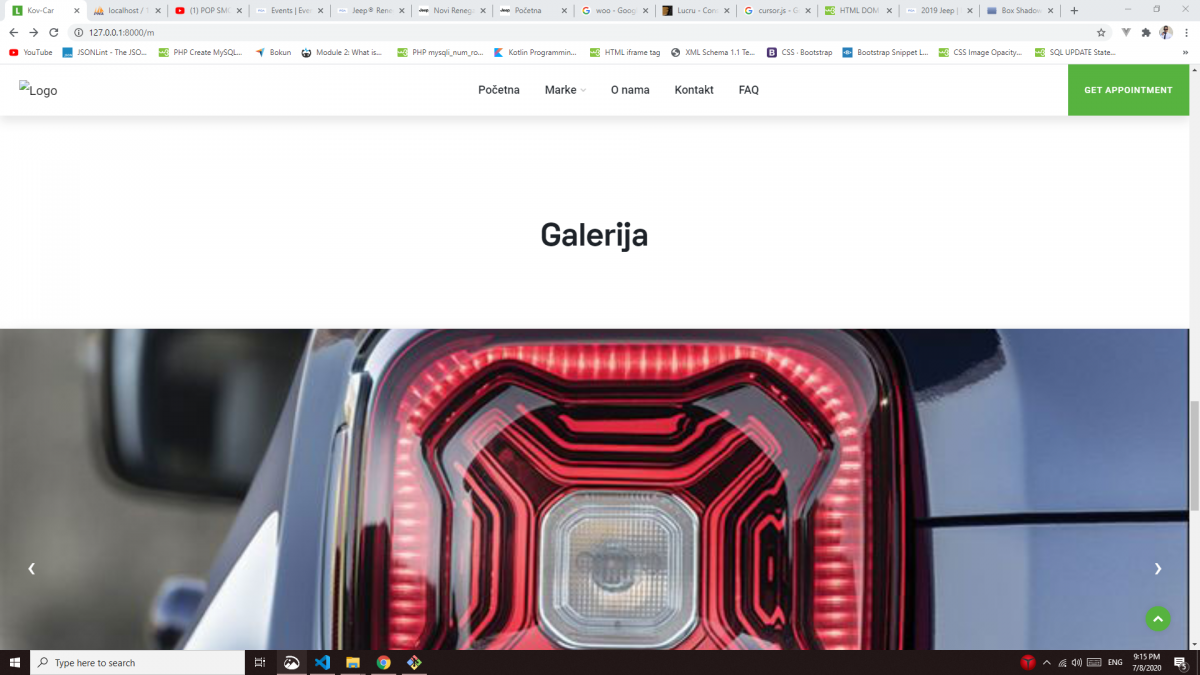 Kov-Car
localhost / 1
(1) POP SMO
Events | Eve
Jeep® Rene
Novi Renega
Početna
woo - Goog
Lucru - Con
cursor.js - G
HTML DOM
2019 Jeep |
Box Shadow
127.0.0.1:8000/m
YouTube
JSONLint - The JSO...
PHP Create MySQL...
Bokun
Module 2: What is...
PHP mysqli_num_ro...
Kotlin Programmin...
HTML iframe tag
XML Schema 1.1 Te...
CSS · Bootstrap
Bootstrap Snippet L...
CSS Image Opacity...
SQL UPDATE State...
Logo
Početna
Marke
O nama
Kontakt
FAQ
GET APPOINTMENT
Galerija
Type here to search
ENG
9:15 PM
7/8/2020
5